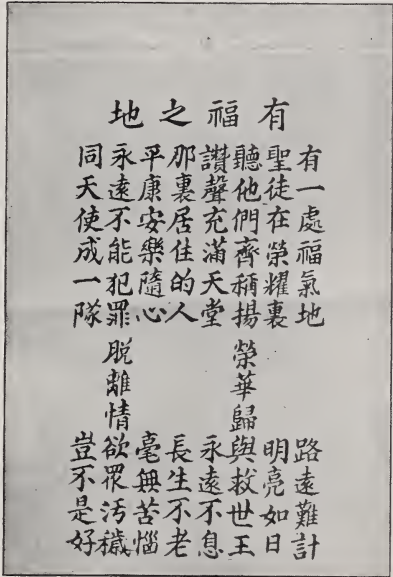 有福之地
有一處福氣地 路遠難計
聖徒在榮耀裏 明亮如日
聽他們齊稱揚 榮華歸與救世王
讚聲充滿天堂 永遠不息
那裏居住的人 長生不老
平康安樂隨心 毫無苦惱
永遠不能犯罪 脫離情欲眾汚穢
同天使成一隊 豈不是好